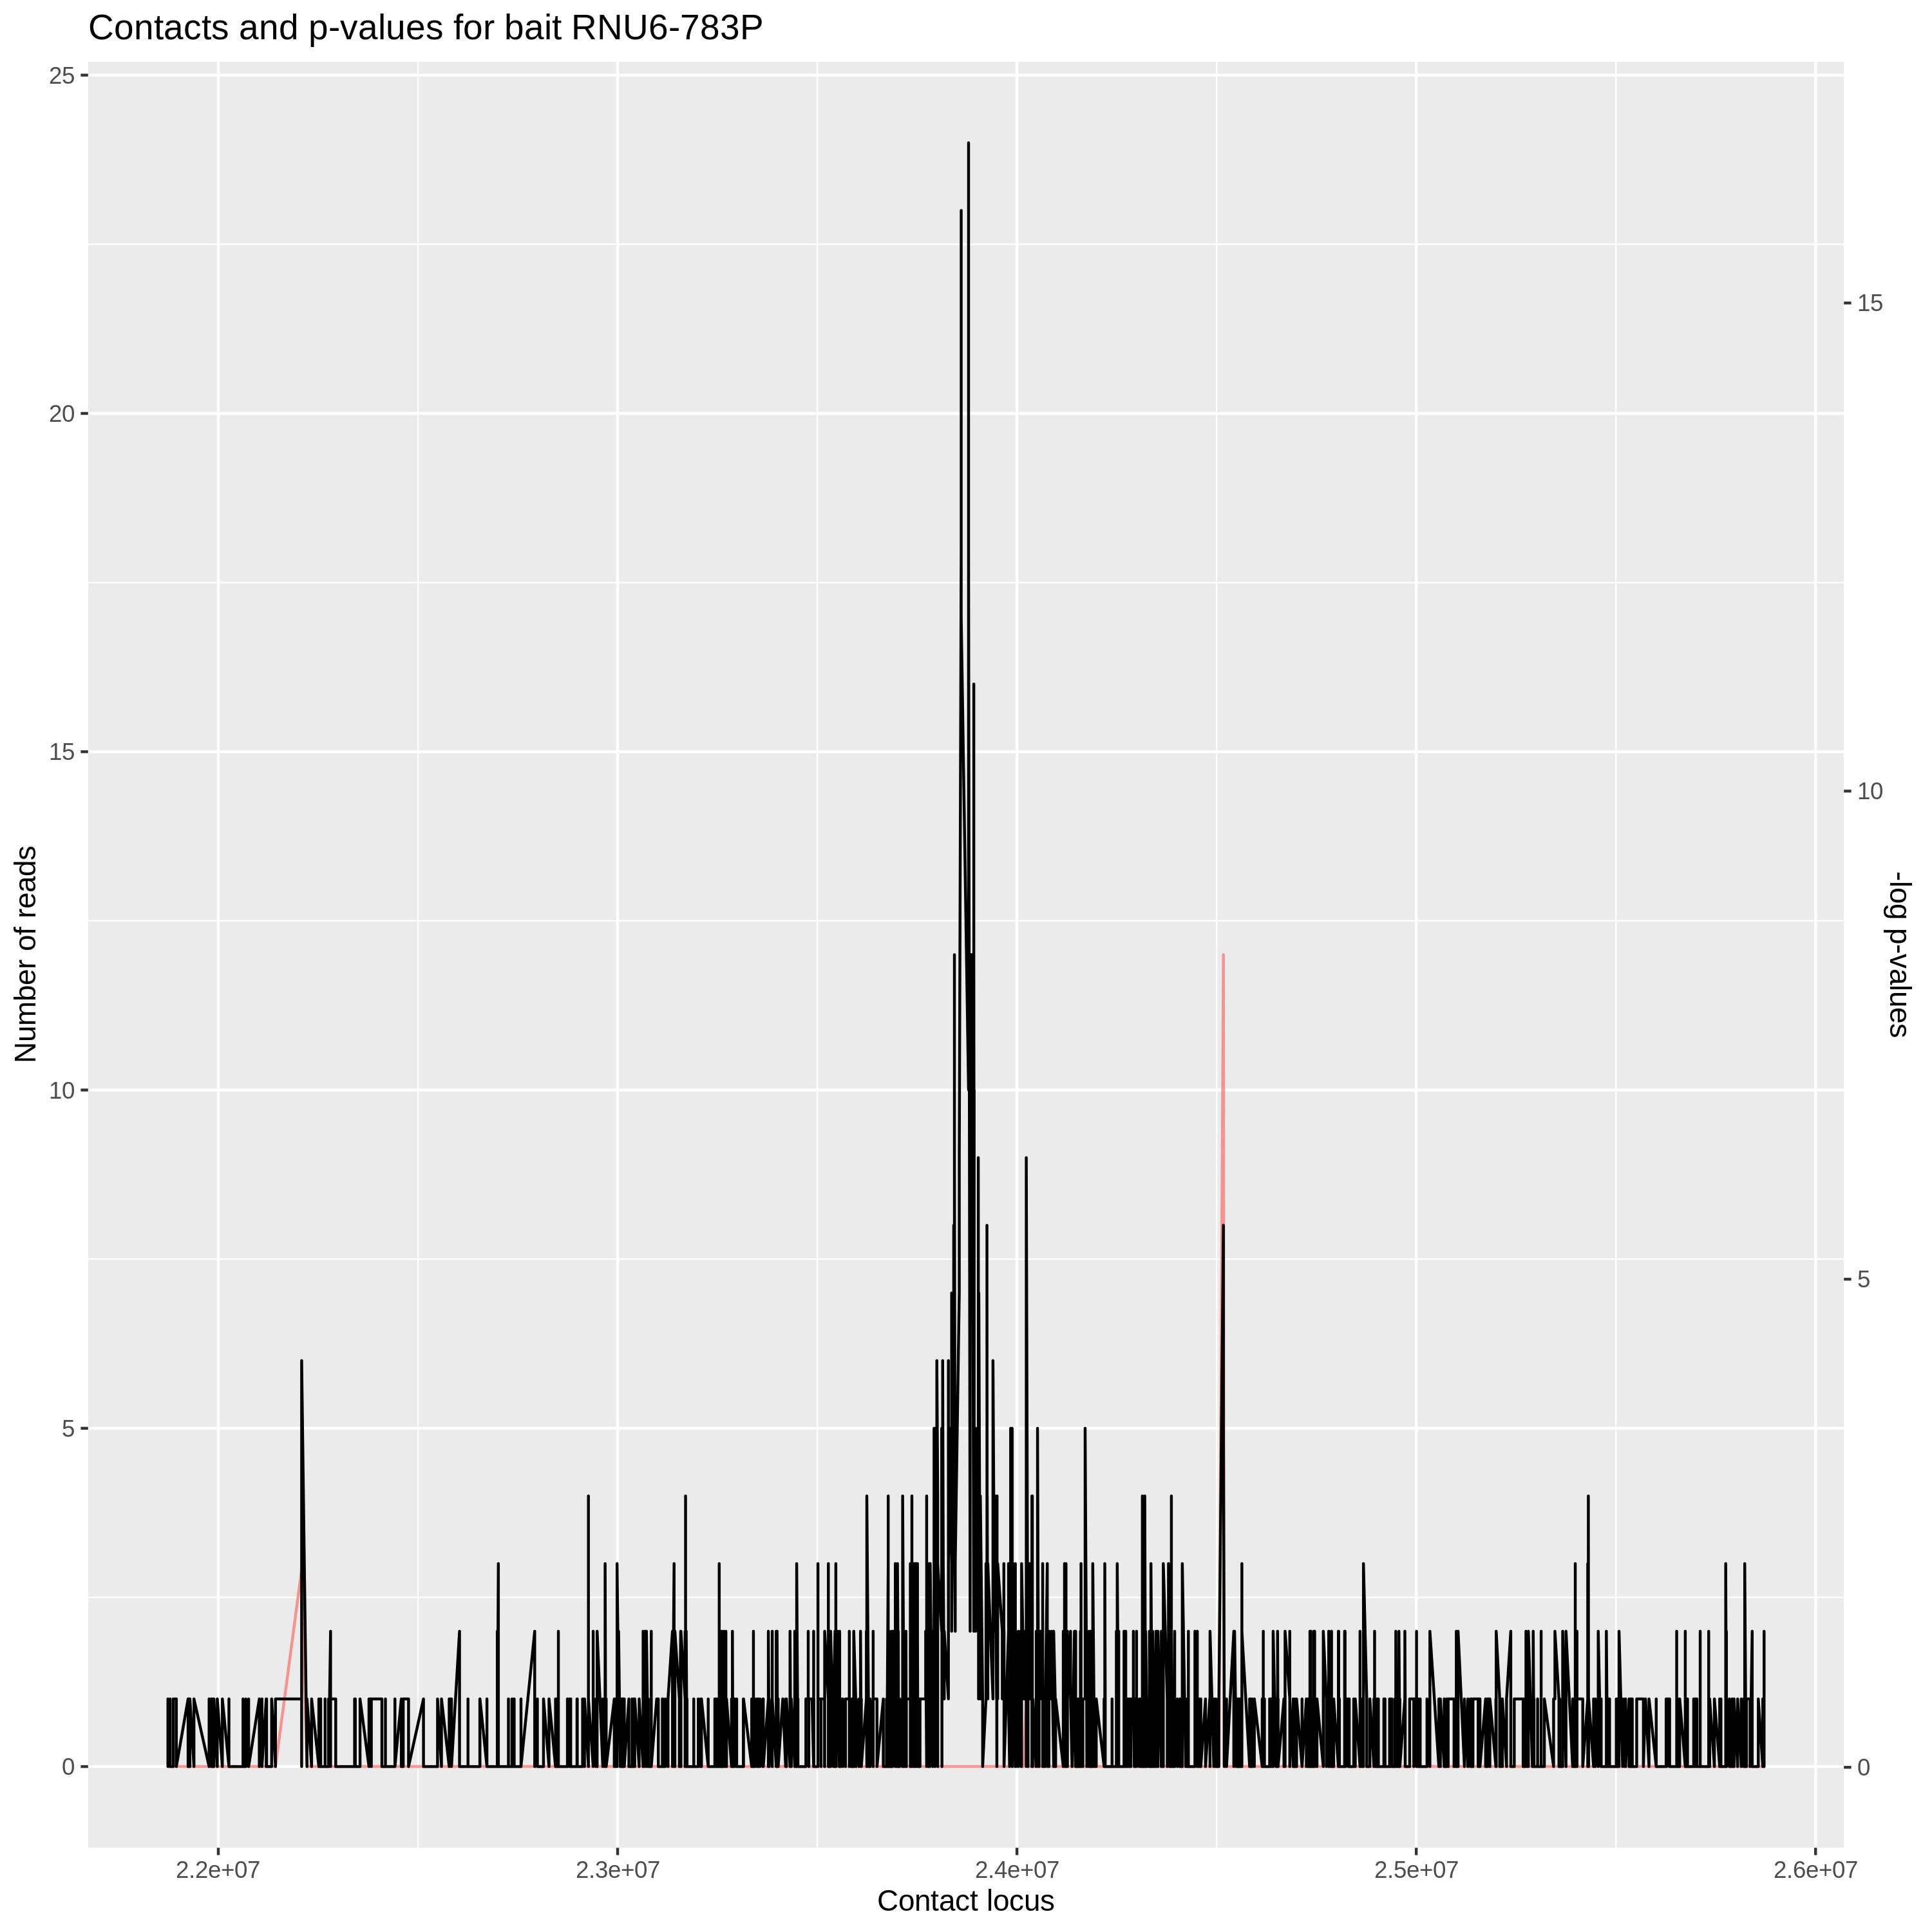 Contacts and p-values for bait RNU6-783P
25
20
15
10
5
0
Number of reads
15
10
5
0
-log p-values
2.2e+07
2.3e+07
2.4e+07
2.5e+07
2.6e+07
Contact locus